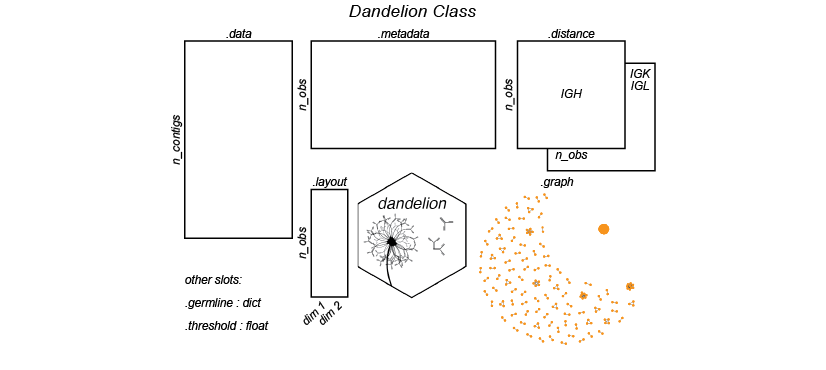 Dandelion Class
.data
.metadata
.distance
n_contigs
n_obs
n_obs
IGH
IGK
IGL
n_obs
.layout
n_obs
dim 1
dim 2
dandelion
.graph
other slots:
.germline : dict
.threshold : float